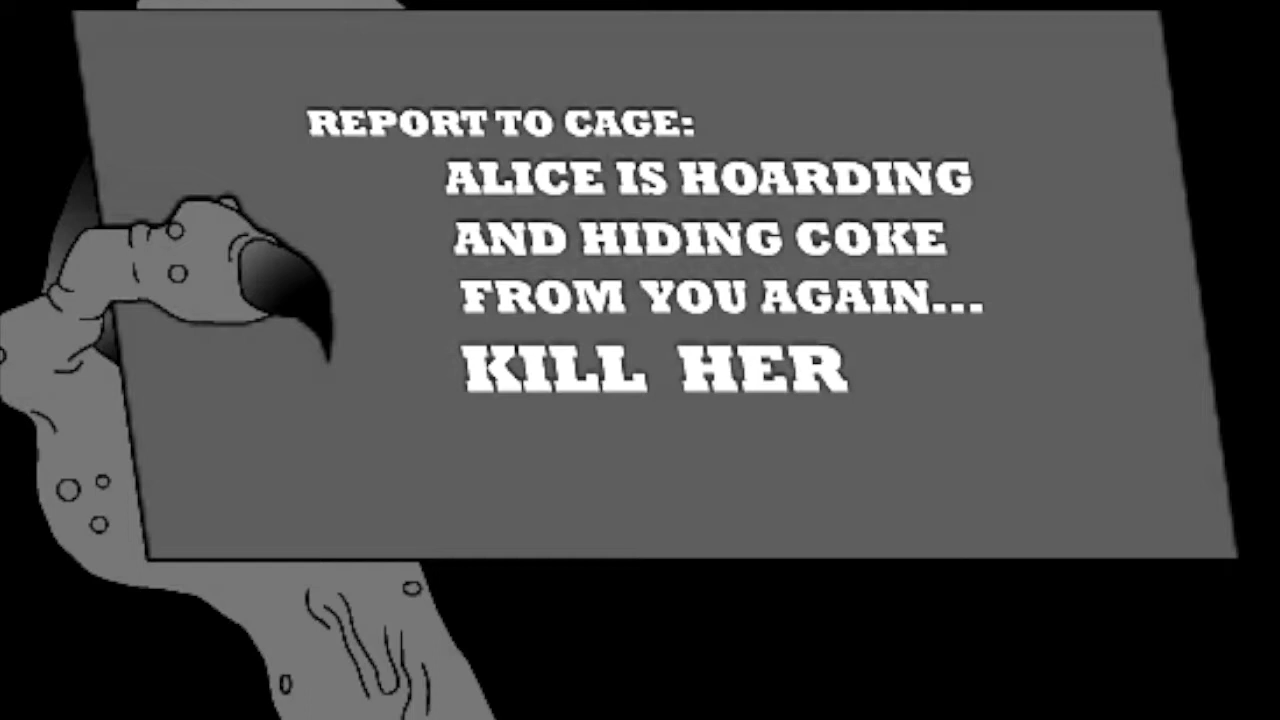 REPORT TO CAGE:
ALICE IS HOARDING
AND HIDING COKE
FROM YOU AGAIN...
KILL HER